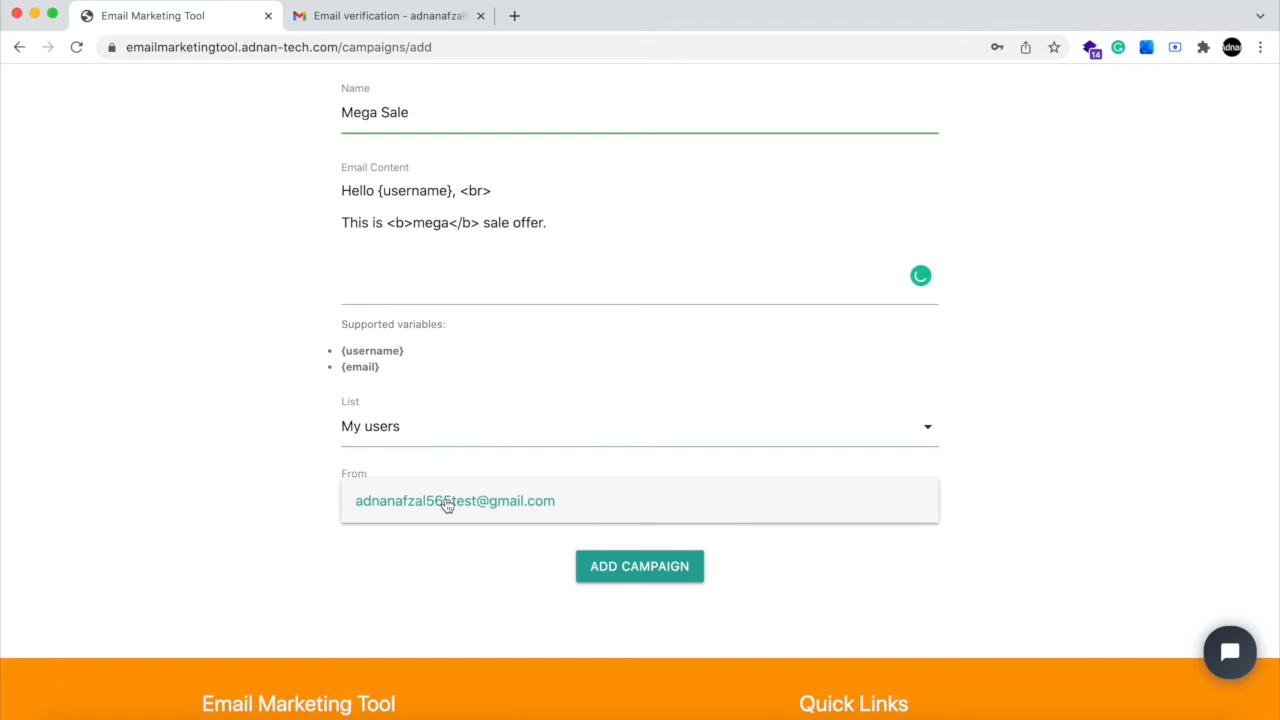 Email Marketing Tool
Email verification - adnanafzal
emailmarketingtool.adnan-tech.com/campaigns/add
14
Adnan
Name
Mega Sale
Email Content
Hello {username}, <br>
This is <b>mega</b> sale offer.
Supported variables:
{username}
{email}
List
My users
From
adnanafzal565test@gmail.com
ADD CAMPAIGN
Email Marketing Tool
Quick Links